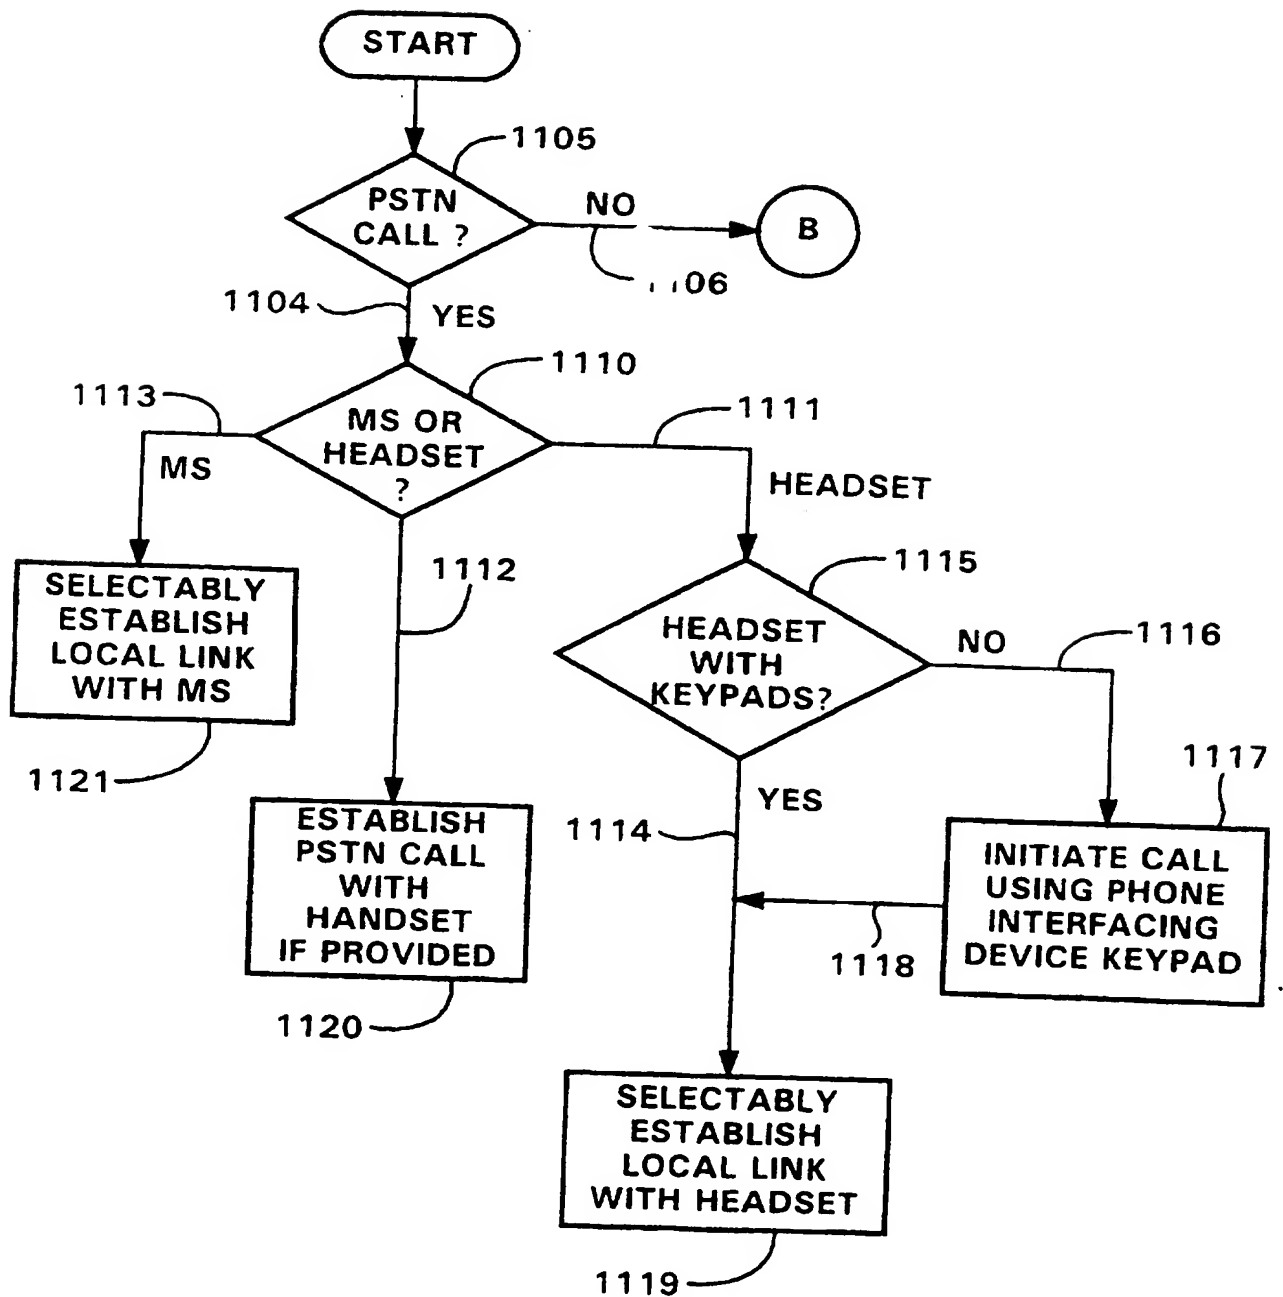 START
1105
PSTN
CALL ?
NO
B
1106
1104
YES
1110
MS OR
HEADSET
?
1113
MS
1111
HEADSET
SELECTABLY
ESTABLISH
LOCAL LINK
WITH MS
1121
1112
1115
HEADSET
WITH
KEYPADS?
NO
1116
YES
1114
1117
ESTABLISH
PSTN CALL
WITH
HANDSET
IF PROVIDED
1120
INITIATE CALL
USING PHONE
INTERFACING
DEVICE KEYPAD
1118
SELECTABLY
ESTABLISH
LOCAL LINK
WITH HEADSET
1119